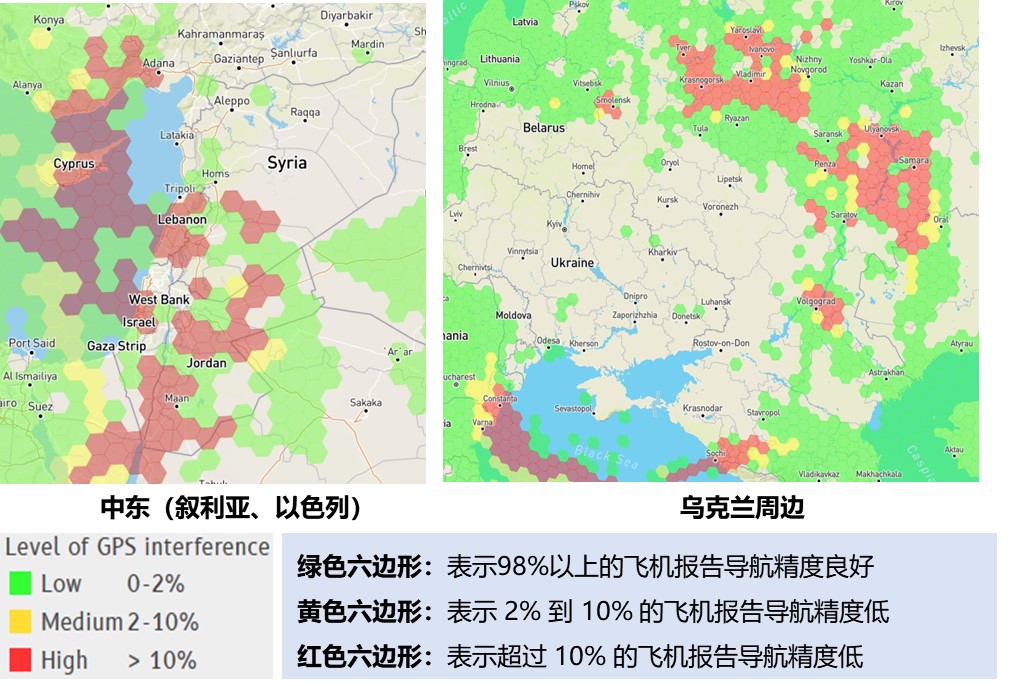 Konya
Diyarbakir
Kahramanmaraş
Mardin
Adana
Gaziantep
Şanlıurfa
Alanya
Aleppo
Raqqa
Latakia
Cyprus
Syria
Homs
Tripoli
Lebanon
West Bank
Israel
Port Said
Gaza Strip
Jordan
Ar'ar
Al Ismailiya
Suez
Maan
Sakaka
Pskov
Kirov
Latvia
Yaroslavl
Tver
Ivanovo
Izhevsk
Lithuania
Nizhny
Novgorod
Yoshkar-Ola
Krasnogorsk
Vladimir
Kazan
Vilnius
Vitsebsk
Smolensk
Hrodna
Ryazan
Belarus
Tula
Saransk
Ulyanovsk
Brest
Oryol
Penza
Samara
Homel
Lipetsk
Chernihiv
Kursk
Voronezh
Lviv
Saratov
Oral
Kyiv
Vinnytsia
Kharkiv
Chernivtsi
Ukraine
Dnipro
Luhansk
Volgograd
Moldova
Zaporizhzhia
Donetsk
Odesa
Kherson
Rostov-on-Don
Atyrau
Astrakhan
Constanta
Sevastopol
Krasnodar
Stavropol
Varna
Sochi
Black Sea
Aktau
Vladikavkaz
Makhachkala
中东（叙利亚、以色列）
乌克兰周边
Level of GPS interference
Low 0-2%
Medium 2-10%
High > 10%
绿色六边形：表示98%以上的飞机报告导航精度良好
黄色六边形：表示 2% 到 10% 的飞机报告导航精度低
红色六边形：表示超过 10% 的飞机报告导航精度低